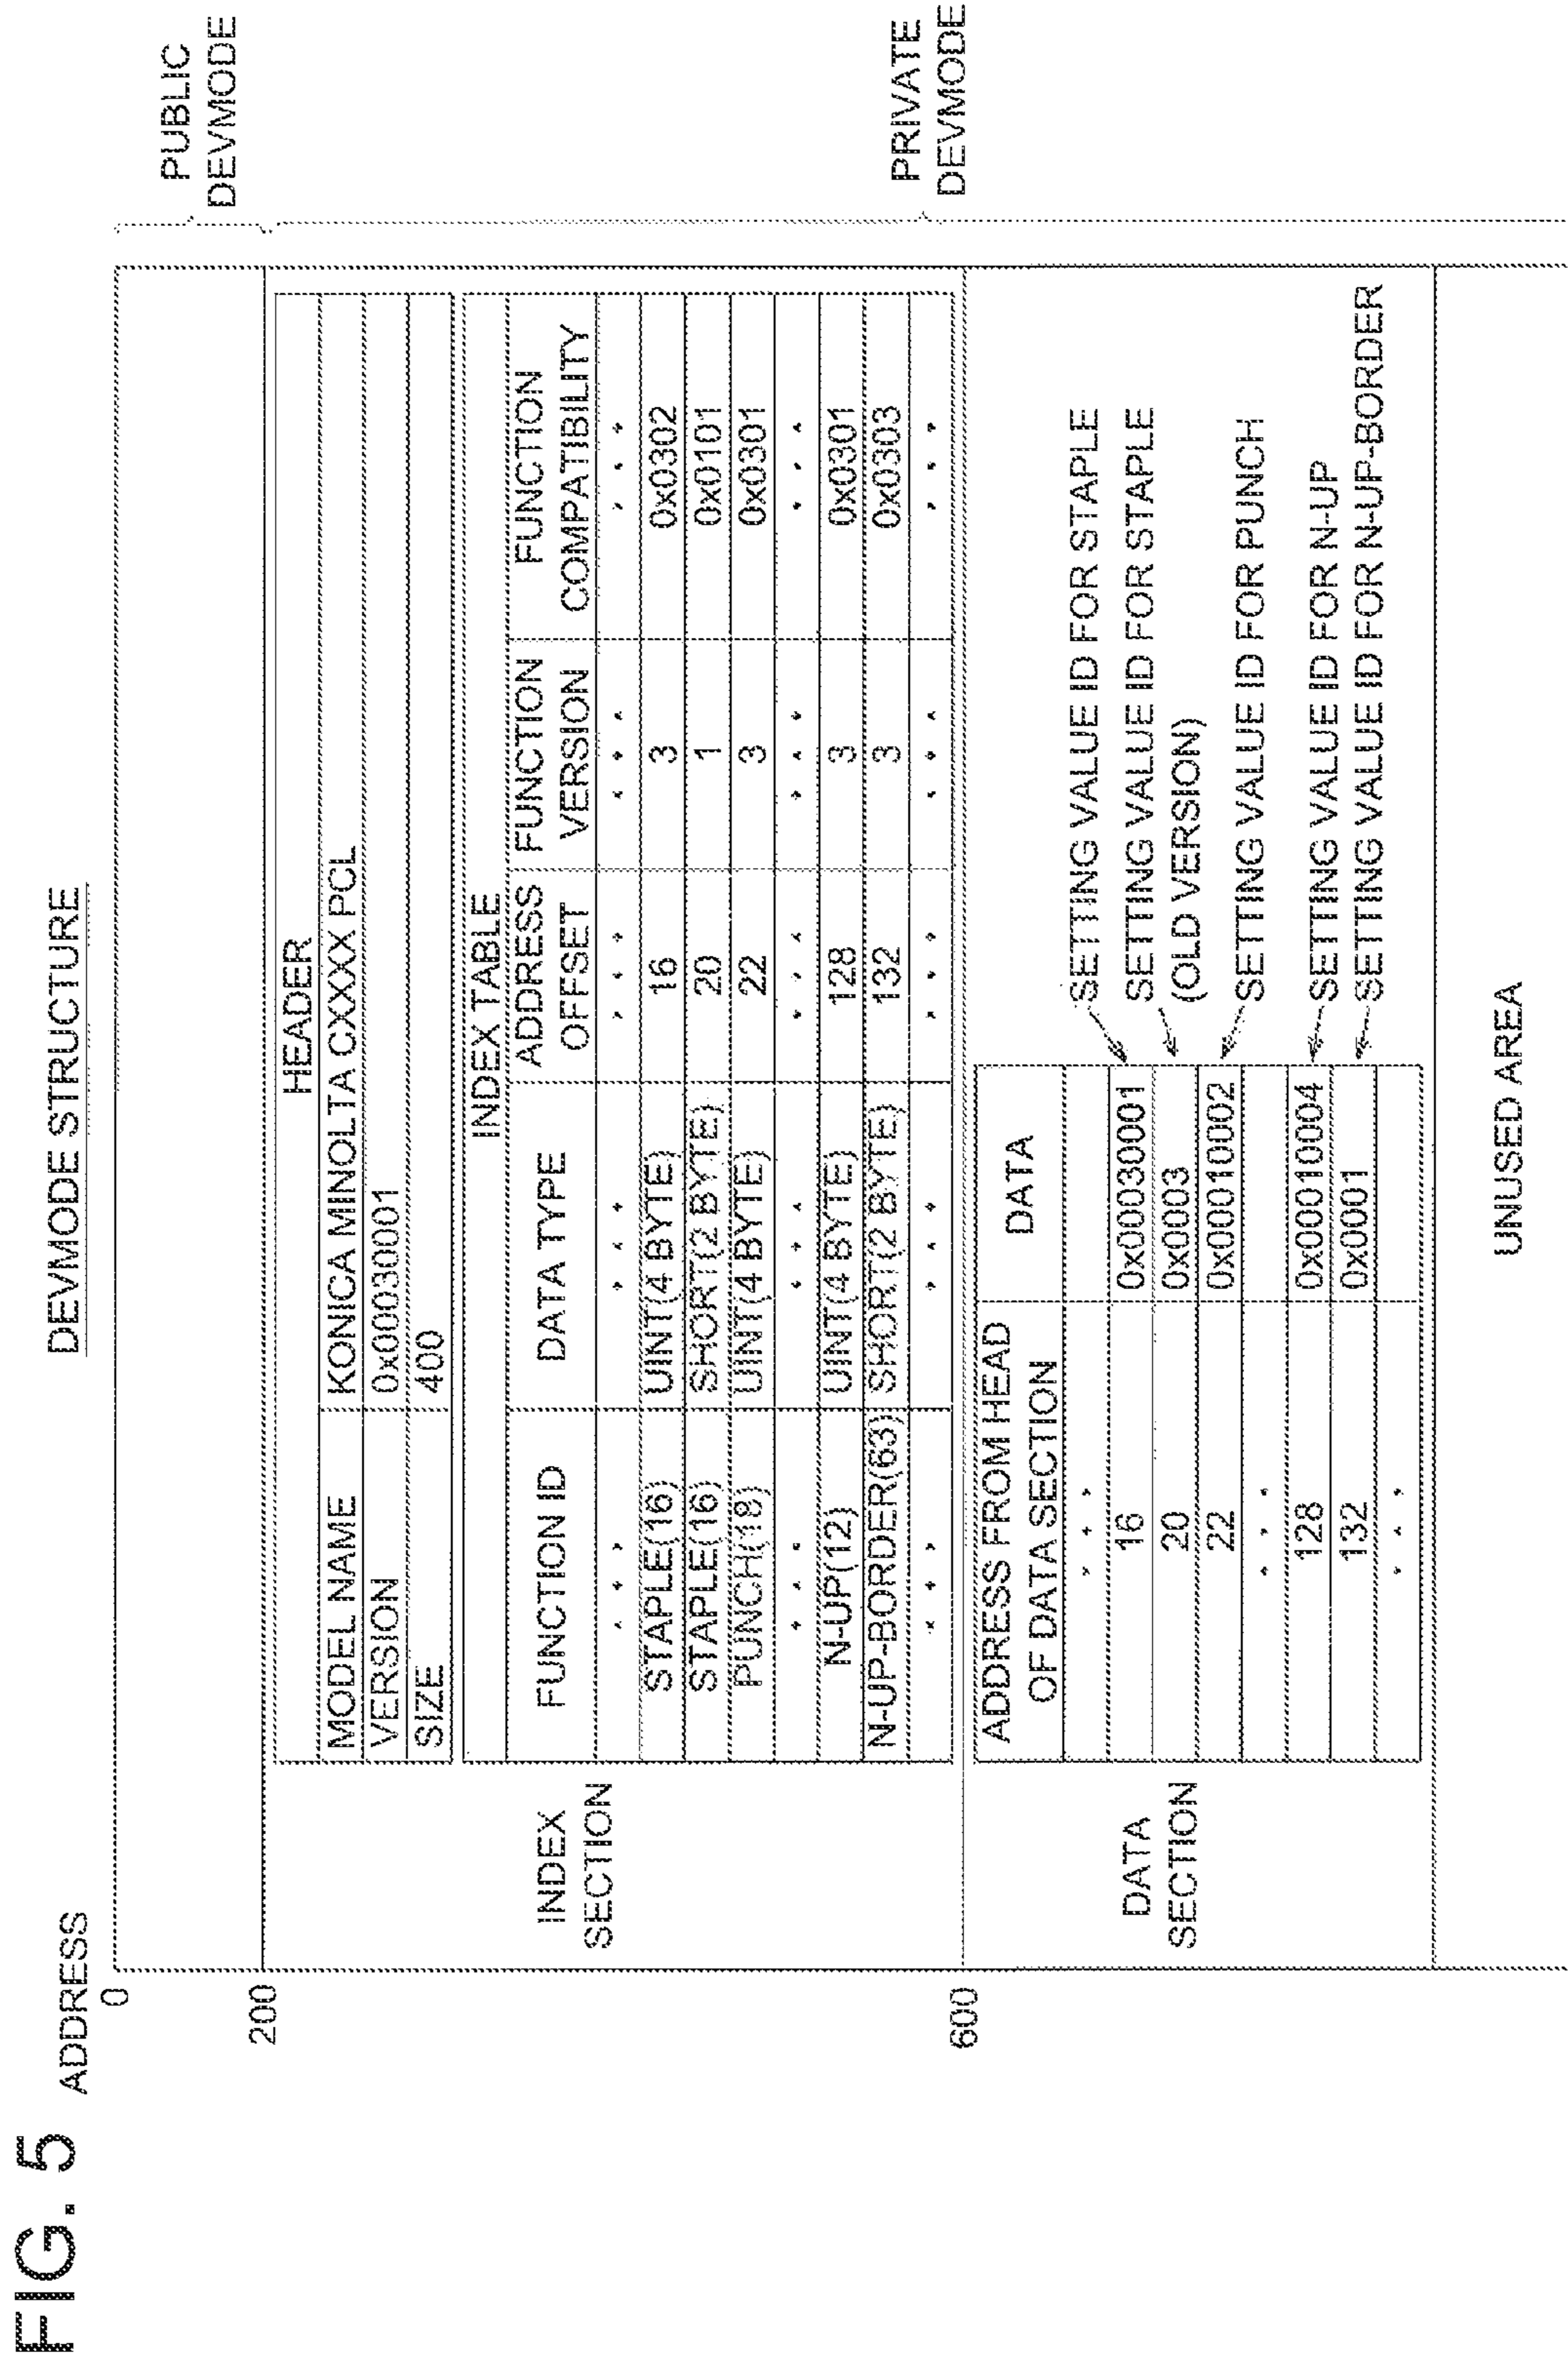 FIG. 5
DEVMODE STRUCTURE
ADDRESS
0
PUBLIC
DEVMODE
200
PRIVATE
DEVMODE
INDEX
SECTION
HEADER
MODEL NAME KONICA MINOLTA CXXXX PCL
VERSION 0x00030001
SIZE 400
INDEX TABLE
FUNCTION ID DATA TYPE ADDRESS OFFSET FUNCTION VERSION FUNCTION COMPATIBILITY
. . . . . . . . . . . . . . .
STAPLE(16) UINT(4 BYTE) 16 3 0x0302
STAPLE(16) SHORT(2 BYTE) 20 1 0x0101
PUNCH(18) UINT(4 BYTE) 22 3 0x0301
. . . . . . . . . . . . . . .
N-UP(12) UINT(4 BYTE) 128 3 0x0301
N-UP-BORDER(63) SHORT(2 BYTE) 132 3 0x0303
. . . . . . . . . . . . . . .
600
DATA
SECTION
ADDRESS FROM HEAD OF DATA SECTION DATA
. . .
16 0x00030001 SETTING VALUE ID FOR STAPLE
20 0x0003 SETTING VALUE ID FOR STAPLE
(OLD VERSION)
22 0x00010002 SETTING VALUE ID FOR PUNCH
. . .
128 0x00010004 SETTING VALUE ID FOR N-UP
132 0x0001 SETTING VALUE ID FOR N-UP-BORDER
. . .
UNUSED AREA